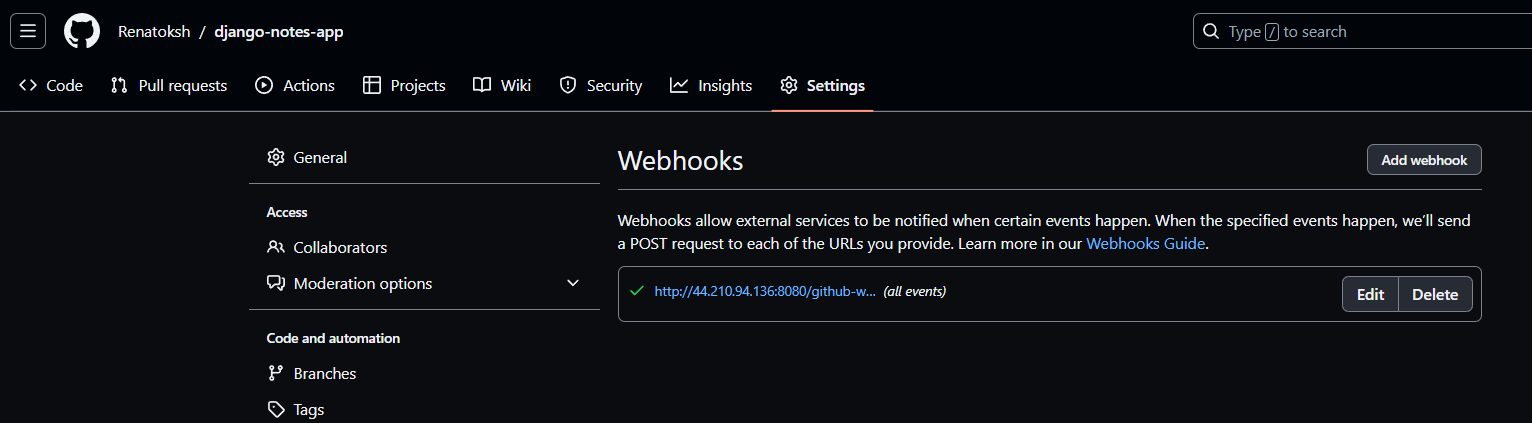 Renatoksh / django-notes-app
Type / to search
Code Pull requests Actions Projects Wiki Security Insights Settings
General
Access
Collaborators
Moderation options
Code and automation
Branches
Tags
Webhooks
Add webhook
Webhooks allow external services to be notified when certain events happen. When the specified events happen, we’ll send
a POST request to each of the URLs you provide. Learn more in our Webhooks Guide.
http://44.210.94.136:8080/github-w... (all events)
Edit Delete